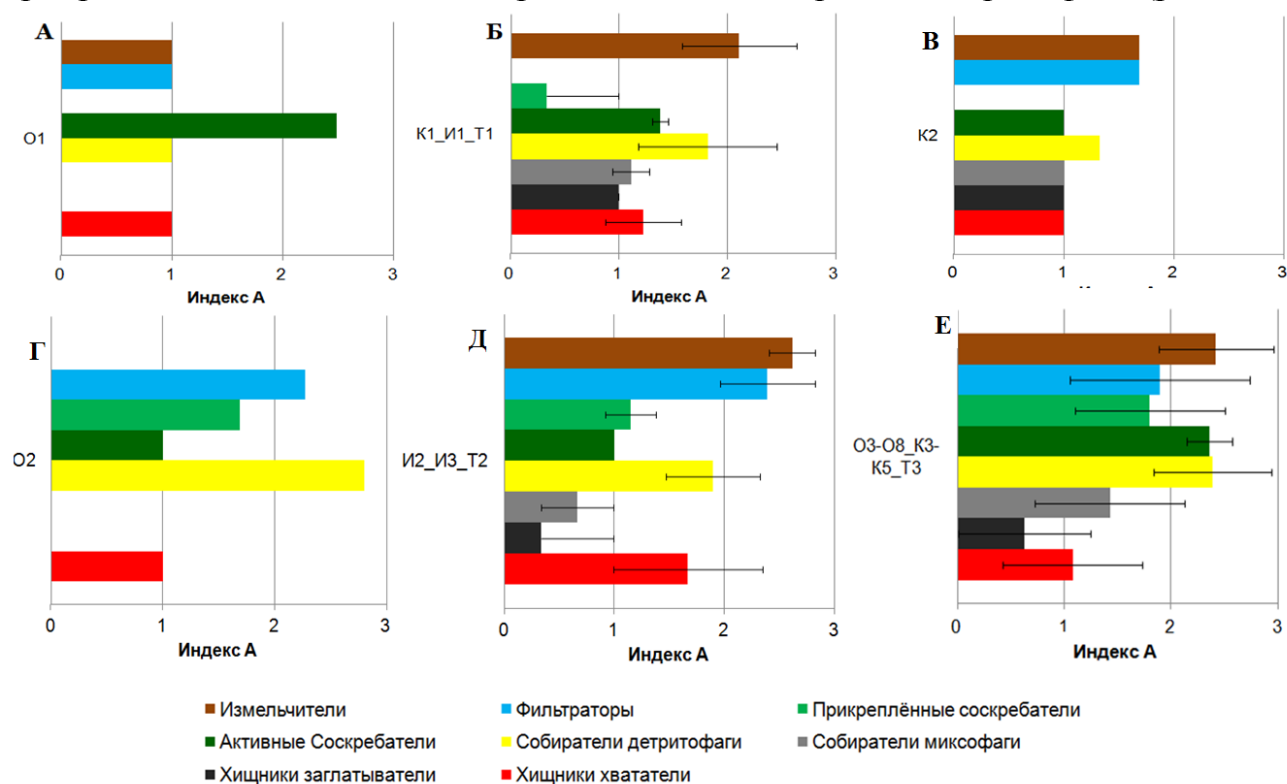 А
O1
0 1 2 3
Индекс А
Б
К1_И1_Т1
0 1 2 3
Индекс А
В
К2
0 1 2 3
Г
О2
0 1 2 3
Индекс А
Д
И2_И3_Т2
0 1 2 3
Индекс А
Е
О3-О8_К3-
К5_Т3
0 1 2 3
Индекс А
Измельчители Фильтраторы Прикреплённые соскребатели
Активные Соскребатели Собиратели детритофаги Собиратели миксофаги
Хищники заглатыватели Хищники хвататели